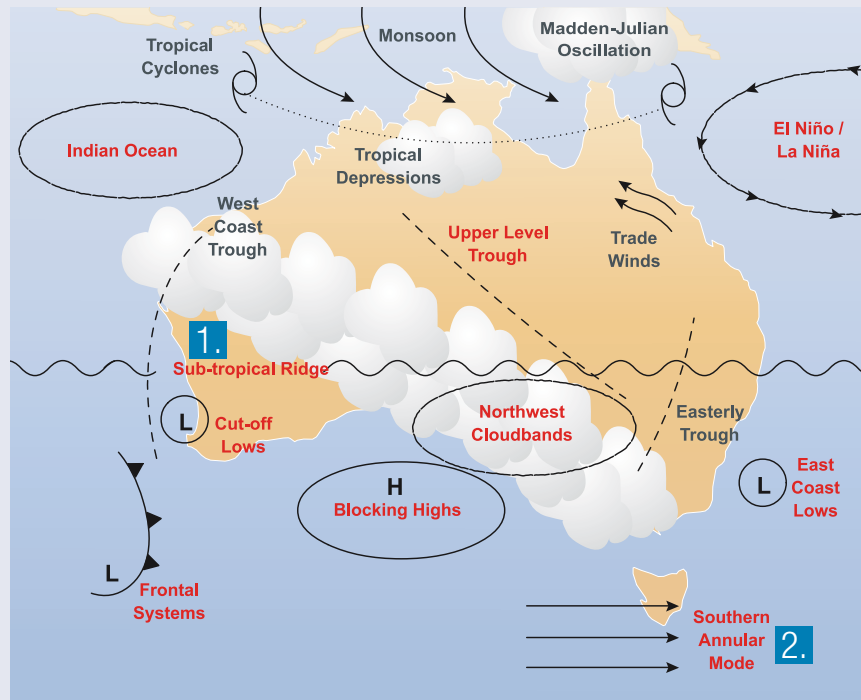 Tropical
Cyclones
Monsoon
Madden-Julian
Oscillation
Indian Ocean
El Niño /
La Niña
Tropical
Depressions
West
Coast
Trough
Upper Level
Trough
Trade
Winds
1.
Sub-tropical Ridge
L
Cut-off
Lows
Northwest
Cloudbands
Easterly
Trough
H
Blocking Highs
L
East
Coast
Lows
L
Frontal
Systems
Southern
Annular
Mode
2.